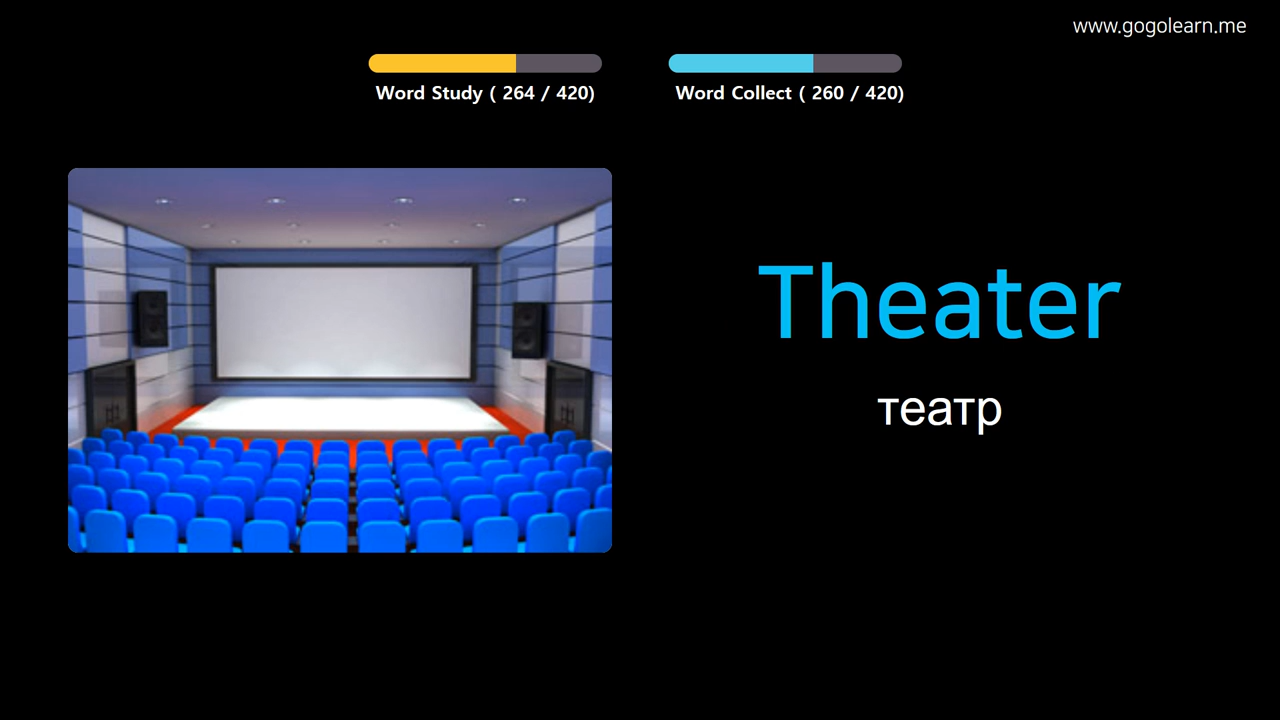 www.gogolearn.me
Word Study ( 264 / 420)
Word Collect ( 260 / 420)
Theater
театр